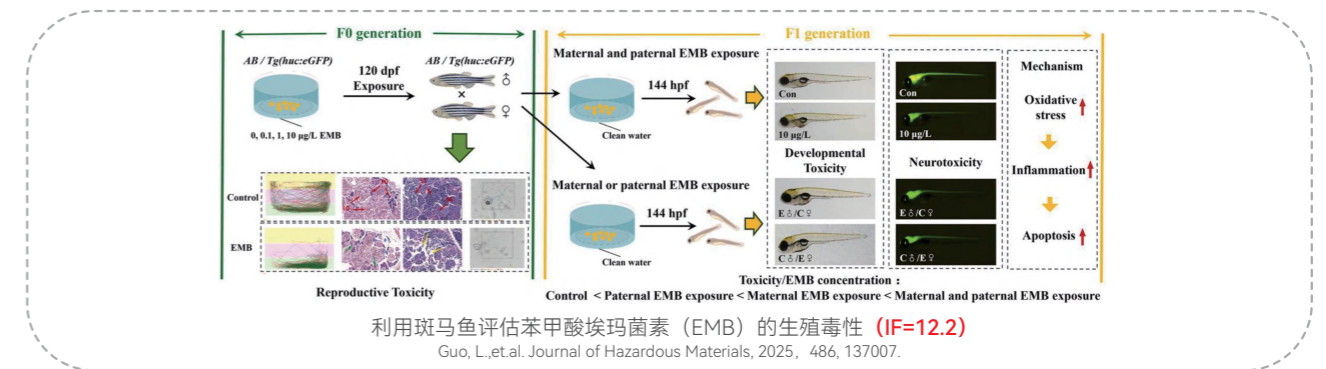 F0 generation
F1 generation
AB / Tg(huc:eGFP)
120 dpf
Exposure
AB / Tg(huc:eGFP)
♂
×
♀
0, 0.1, 1, 10 μg/L EMB
Control
EMB
Reproductive Toxicity
Maternal and paternal EMB exposure
144 hpf
Clean water
Maternal or paternal EMB exposure
144 hpf
Clean water
Con
10 μg/L
Developmental
Toxicity
E♂/C♀
C♂/E♀
Con
10 μg/L
Neurotoxicity
E♂/C♀
C♂/E♀
Mechanism
Oxidative
stress
Inflammation
Apoptosis
Toxicity/EMB concentration：
Control < Paternal EMB exposure < Maternal EMB exposure < Maternal and paternal EMB exposure
利用斑马鱼评估苯甲酸埃玛菌素（EMB）的生殖毒性（IF=12.2）
Guo, L.,et.al. Journal of Hazardous Materials, 2025，486, 137007.